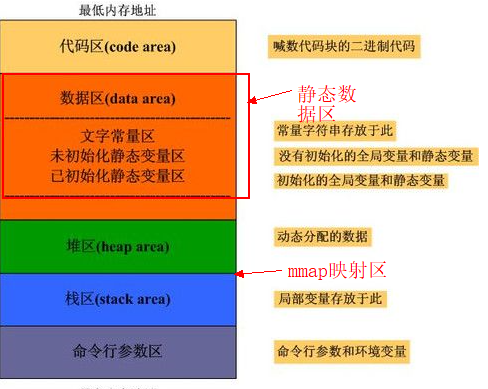 最低内存地址
代码区(code area)
喊数代码块的二进制代码
数据区(data area)
静态数
据区
文字常量区
常量字符串存放于此
未初始化静态变量区
没有初始化的全局变量和静态变量
已初始化静态变量区
初始化的全局变量和静态变量
堆区(heap area)
动态分配的数据
mmap映射区
栈区(stack area)
局部变量存放于此
命令行参数区
命令行参数和环境变量